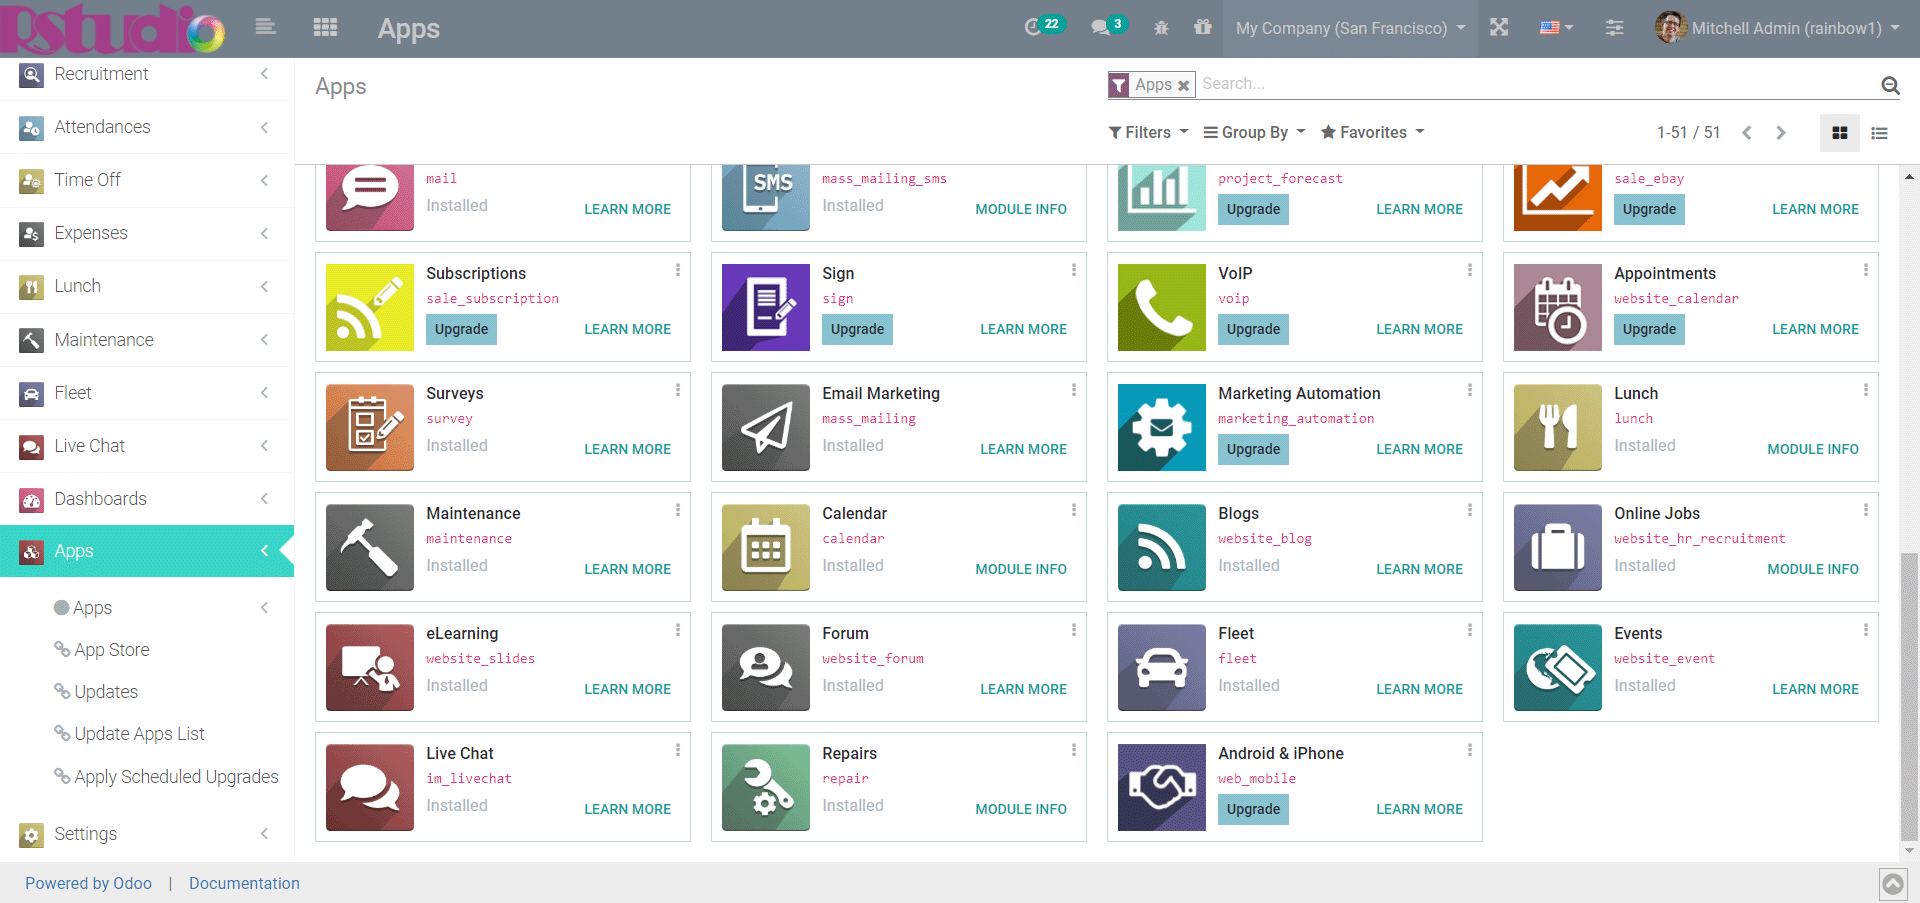 Rstudio
Apps
22
3
My Company (San Francisco)
Mitchell Admin (rainbow1)
Recruitment
Attendances
Time Off
Expenses
Lunch
Maintenance
Fleet
Live Chat
Dashboards
Apps
Apps
App Store
Updates
Update Apps List
Apply Scheduled Upgrades
Settings
Apps
Apps
Search...
Filters
Group By
Favorites
1-51 / 51
mail
Installed
LEARN MORE
SMS
mass_mailing_sms
Installed
MODULE INFO
project_forecast
Upgrade
LEARN MORE
sale_ebay
Upgrade
LEARN MORE
Subscriptions
sale_subscription
Upgrade
LEARN MORE
Sign
sign
Upgrade
LEARN MORE
VoIP
voip
Upgrade
LEARN MORE
Appointments
website_calendar
Upgrade
LEARN MORE
Surveys
survey
Installed
LEARN MORE
Email Marketing
mass_mailing
Installed
LEARN MORE
Marketing Automation
marketing_automation
Upgrade
LEARN MORE
Lunch
lunch
Installed
MODULE INFO
Maintenance
maintenance
Installed
LEARN MORE
Calendar
calendar
Installed
MODULE INFO
Blogs
website_blog
Installed
LEARN MORE
Online Jobs
website_hr_recruitment
Installed
MODULE INFO
eLearning
website_slides
Installed
LEARN MORE
Forum
website_forum
Installed
LEARN MORE
Fleet
fleet
Installed
LEARN MORE
Events
website_event
Installed
LEARN MORE
Live Chat
im_livechat
Installed
LEARN MORE
Repairs
repair
Installed
MODULE INFO
Android & iPhone
web_mobile
Upgrade
LEARN MORE
Powered by Odoo | Documentation